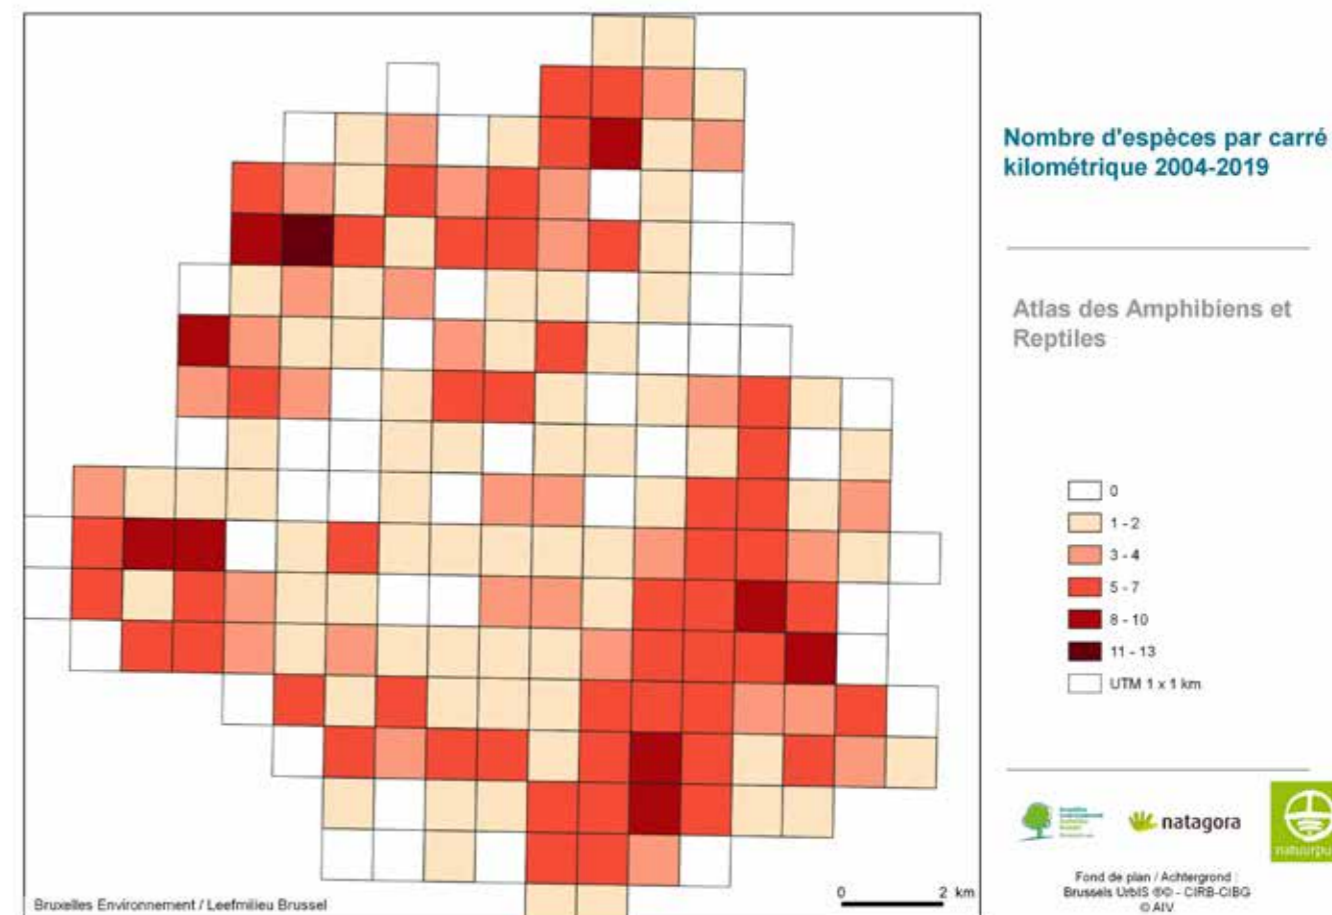 Nombre d'espèces par carré
kilométrique 2004-2019
Atlas des Amphibiens et
Reptiles
0
1 - 2
3 - 4
5 - 7
8 - 10
11 - 13
UTM 1 x 1 km
natagora
Fond de plan / Achtergrond :
Brussels UrbIS ®© - CIRB-CIBG
© AIV
0 2 km
Bruxelles Environnement / Leefmilieu Brussel